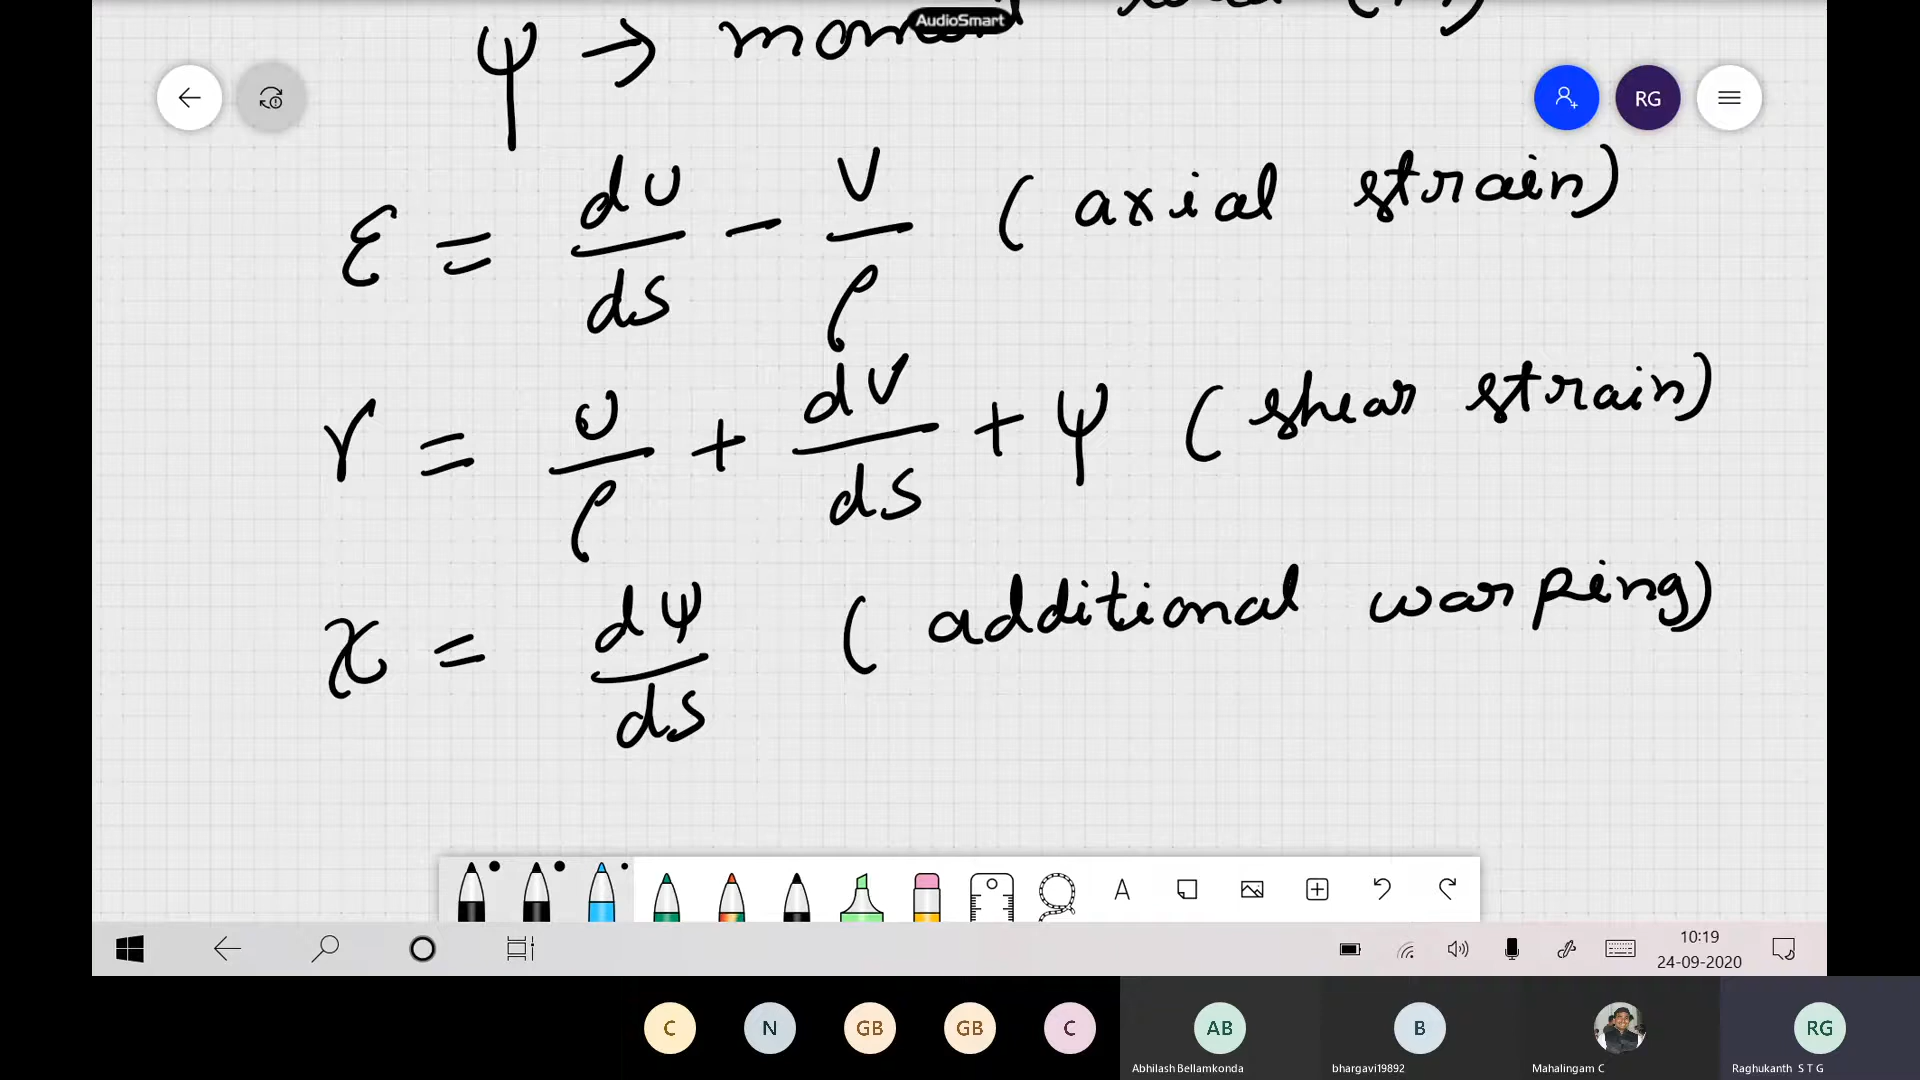 AudioSmart
ψ →
RG
ε = du/ds - v/ρ (axial strain)
γ = u/ρ + dv/ds + ψ (shear strain)
χ = dψ/ds (additional warping)
A
10:19
24-09-2020
C N GB GB C AB B RG
Abhilash Bellamkonda bhargavi19892 Mahalingam C Raghukanth S T G